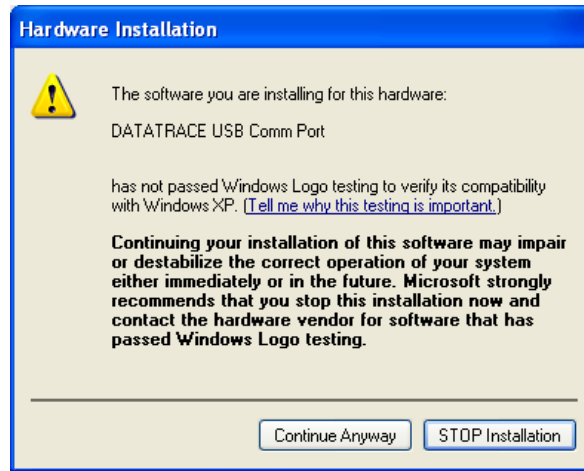 Hardware Installation
The software you are installing for this hardware:
DATATRACE USB Comm Port
has not passed Windows Logo testing to verify its compatibility
with Windows XP. (Tell me why this testing is important.)
Continuing your installation of this software may impair
or destabilize the correct operation of your system
either immediately or in the future. Microsoft strongly
recommends that you stop this installation now and
contact the hardware vendor for software that has
passed Windows Logo testing.
Continue Anyway
STOP Installation